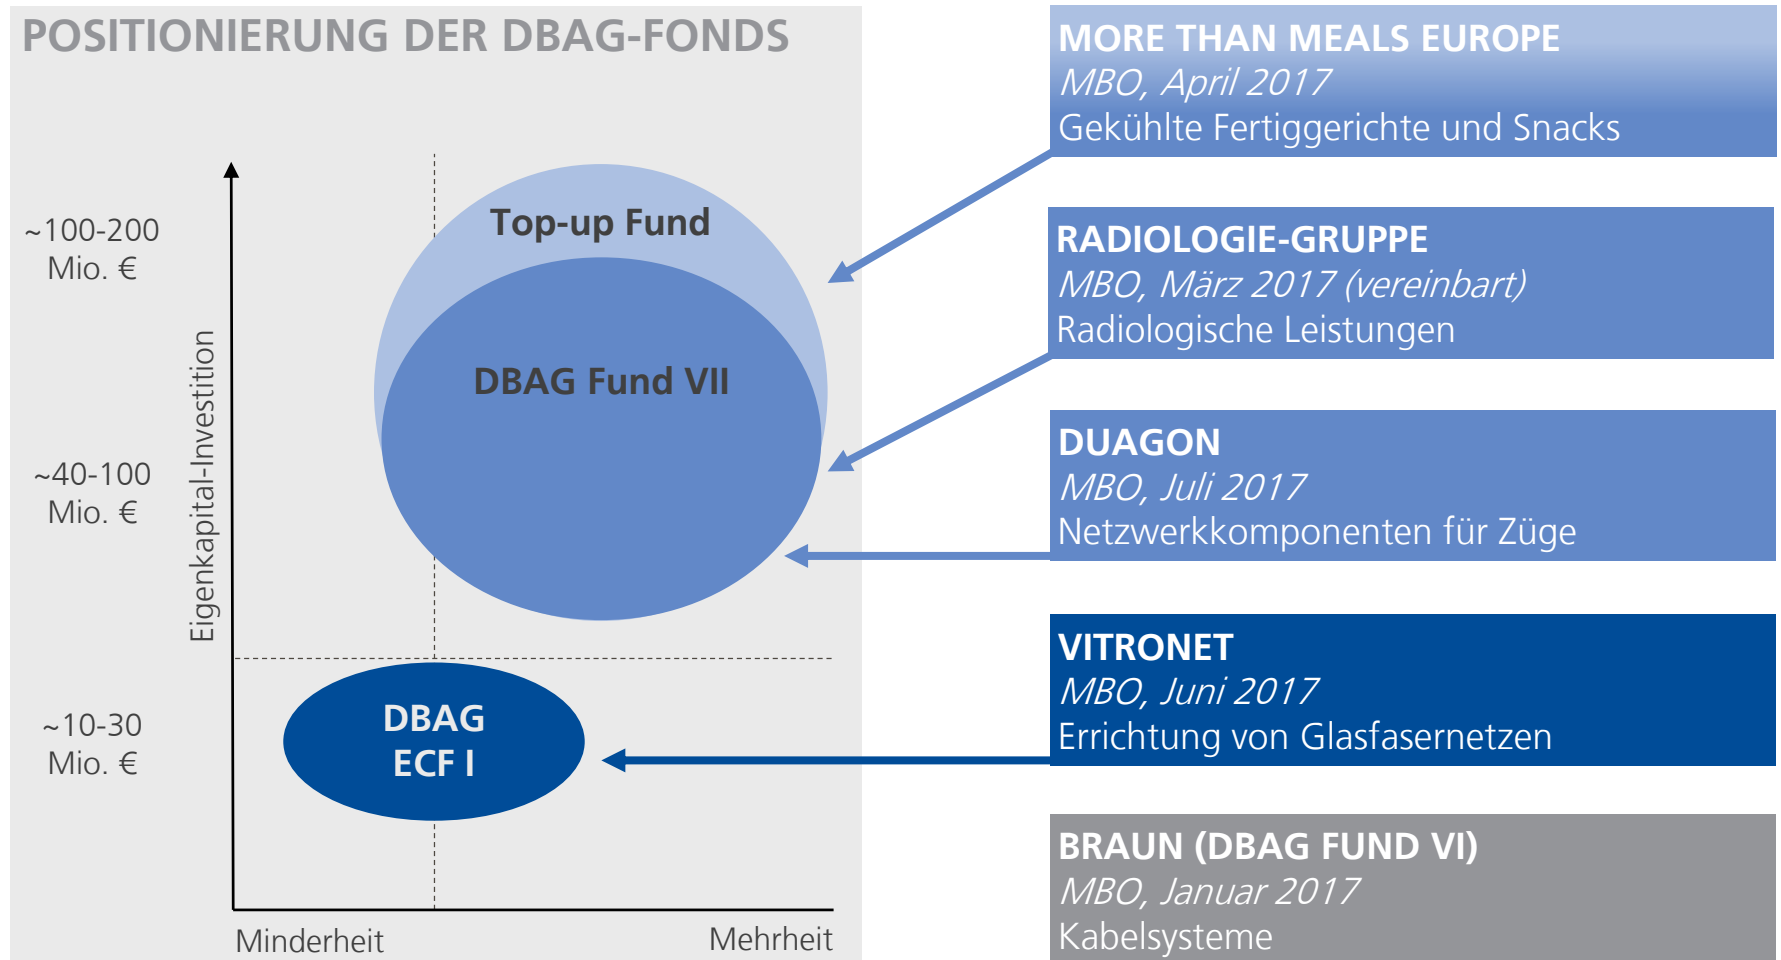 POSITIONIERUNG DER DBAG-FONDS
~100-200
Mio. €
~40-100
Mio. €
~10-30
Mio. €
Eigenkapital-Investition
Top-up Fund
DBAG Fund VII
DBAG
ECF I
Minderheit
Mehrheit
MORE THAN MEALS EUROPE
MBO, April 2017
Gekühlte Fertiggerichte und Snacks
RADIOLOGIE-GRUPPE
MBO, März 2017 (vereinbart)
Radiologische Leistungen
DUAGON
MBO, Juli 2017
Netzwerkkomponenten für Züge
VITRONET
MBO, Juni 2017
Errichtung von Glasfasernetzen
BRAUN (DBAG FUND VI)
MBO, Januar 2017
Kabelsysteme